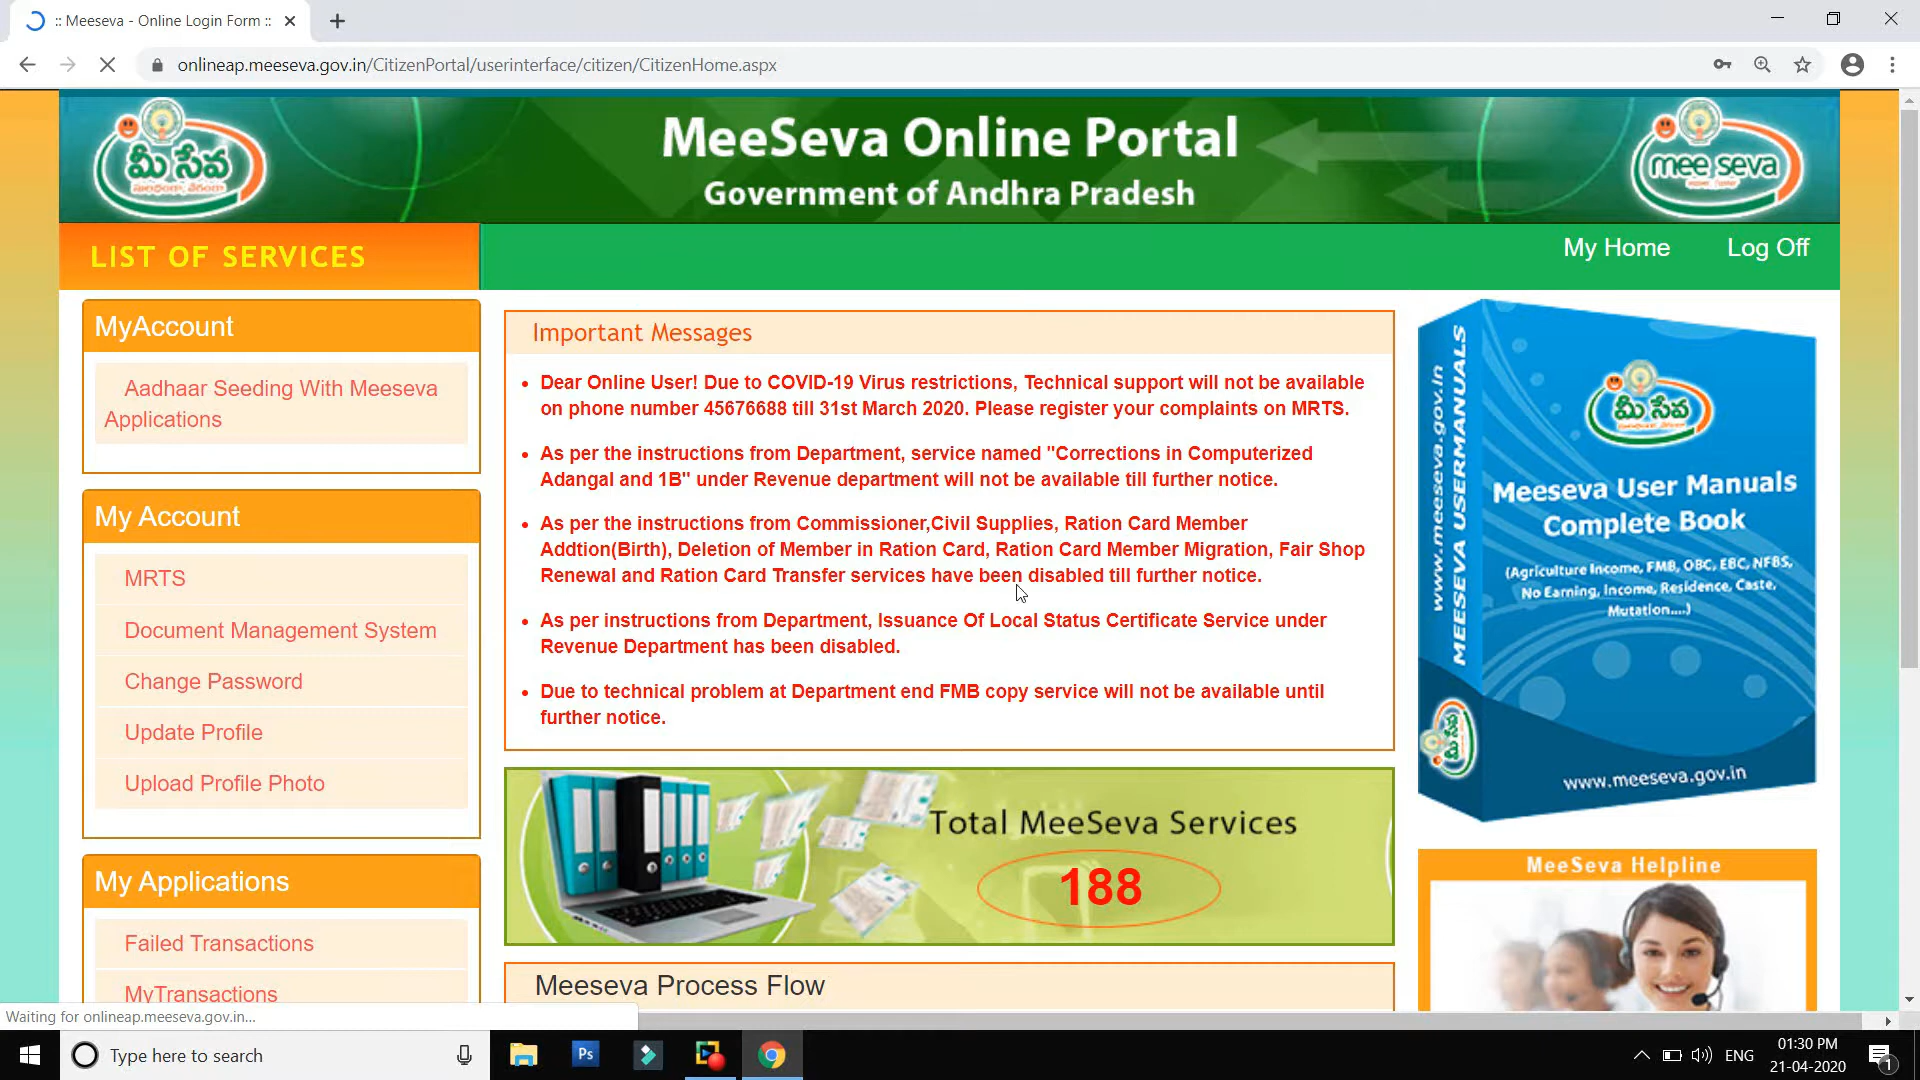 :: Meeseva - Online Login Form ::
onlineap.meeseva.gov.in/CitizenPortal/userinterface/citizen/CitizenHome.aspx
మీ సేవ
MeeSeva Online Portal
Government of Andhra Pradesh
mee seva
LIST OF SERVICES
My Home
Log Off
MyAccount
Aadhaar Seeding With Meeseva
Applications
My Account
MRTS
Document Management System
Change Password
Update Profile
Upload Profile Photo
My Applications
Failed Transactions
MyTransactions
Important Messages
• Dear Online User! Due to COVID-19 Virus restrictions, Technical support will not be available
on phone number 45676688 till 31st March 2020. Please register your complaints on MRTS.
• As per the instructions from Department, service named "Corrections in Computerized
Adangal and 1B" under Revenue department will not be available till further notice.
• As per the instructions from Commissioner,Civil Supplies, Ration Card Member
Addtion(Birth), Deletion of Member in Ration Card, Ration Card Member Migration, Fair Shop
Renewal and Ration Card Transfer services have been disabled till further notice.
• As per instructions from Department, Issuance Of Local Status Certificate Service under
Revenue Department has been disabled.
• Due to technical problem at Department end FMB copy service will not be available until
further notice.
Total MeeSeva Services
188
Meeseva Process Flow
www.meeseva.gov.in
MEESEVA USERMANUALS
మీ సేవ
Meeseva User Manuals
Complete Book
(Agriculture Income, FMB, OBC, EBC, NFBS,
No Earning, Income, Residence, Caste,
Mutation....)
www.meeseva.gov.in
MeeSeva Helpline
Waiting for onlineap.meeseva.gov.in...
Type here to search
Ps
ENG
01:30 PM
21-04-2020
1